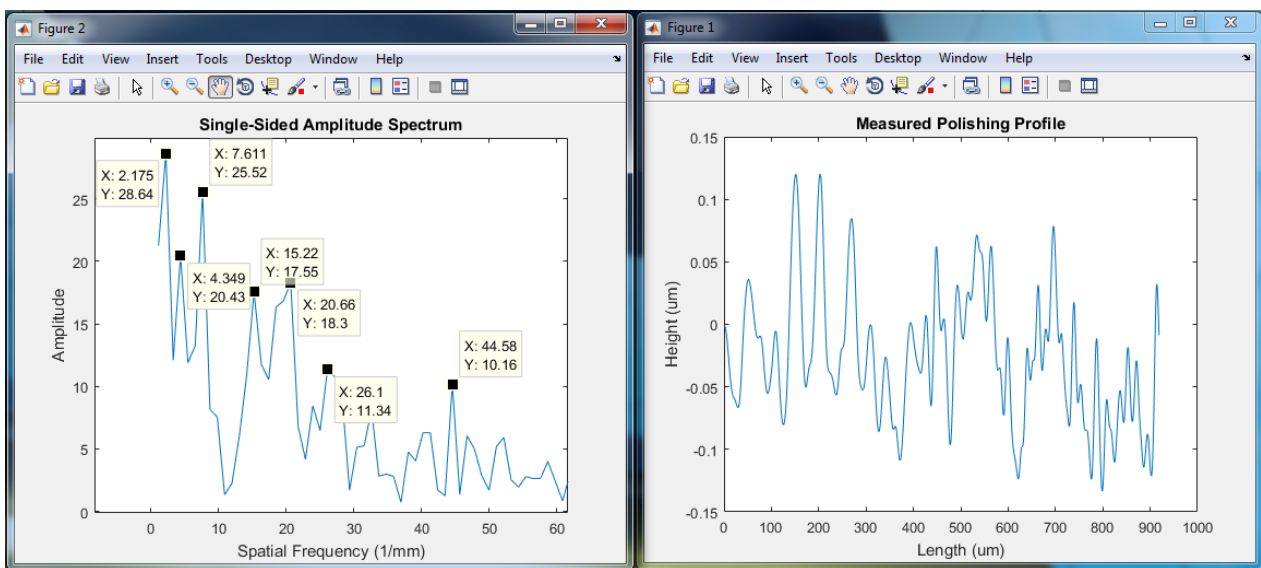 Figure 2
File Edit View Insert Tools Desktop Window Help
Single-Sided Amplitude Spectrum
X: 2.175
Y: 28.64
X: 7.611
Y: 25.52
X: 4.349
Y: 20.43
X: 15.22
Y: 17.55
X: 20.66
Y: 18.3
X: 26.1
Y: 11.34
X: 44.58
Y: 10.16
Amplitude
25
20
15
10
5
0
0 10 20 30 40 50 60
Spatial Frequency (1/mm)
Figure 1
File Edit View Insert Tools Desktop Window Help
Measured Polishing Profile
Height (um)
0.15
0.1
0.05
0
-0.05
-0.1
-0.15
0 100 200 300 400 500 600 700 800 900 1000
Length (um)